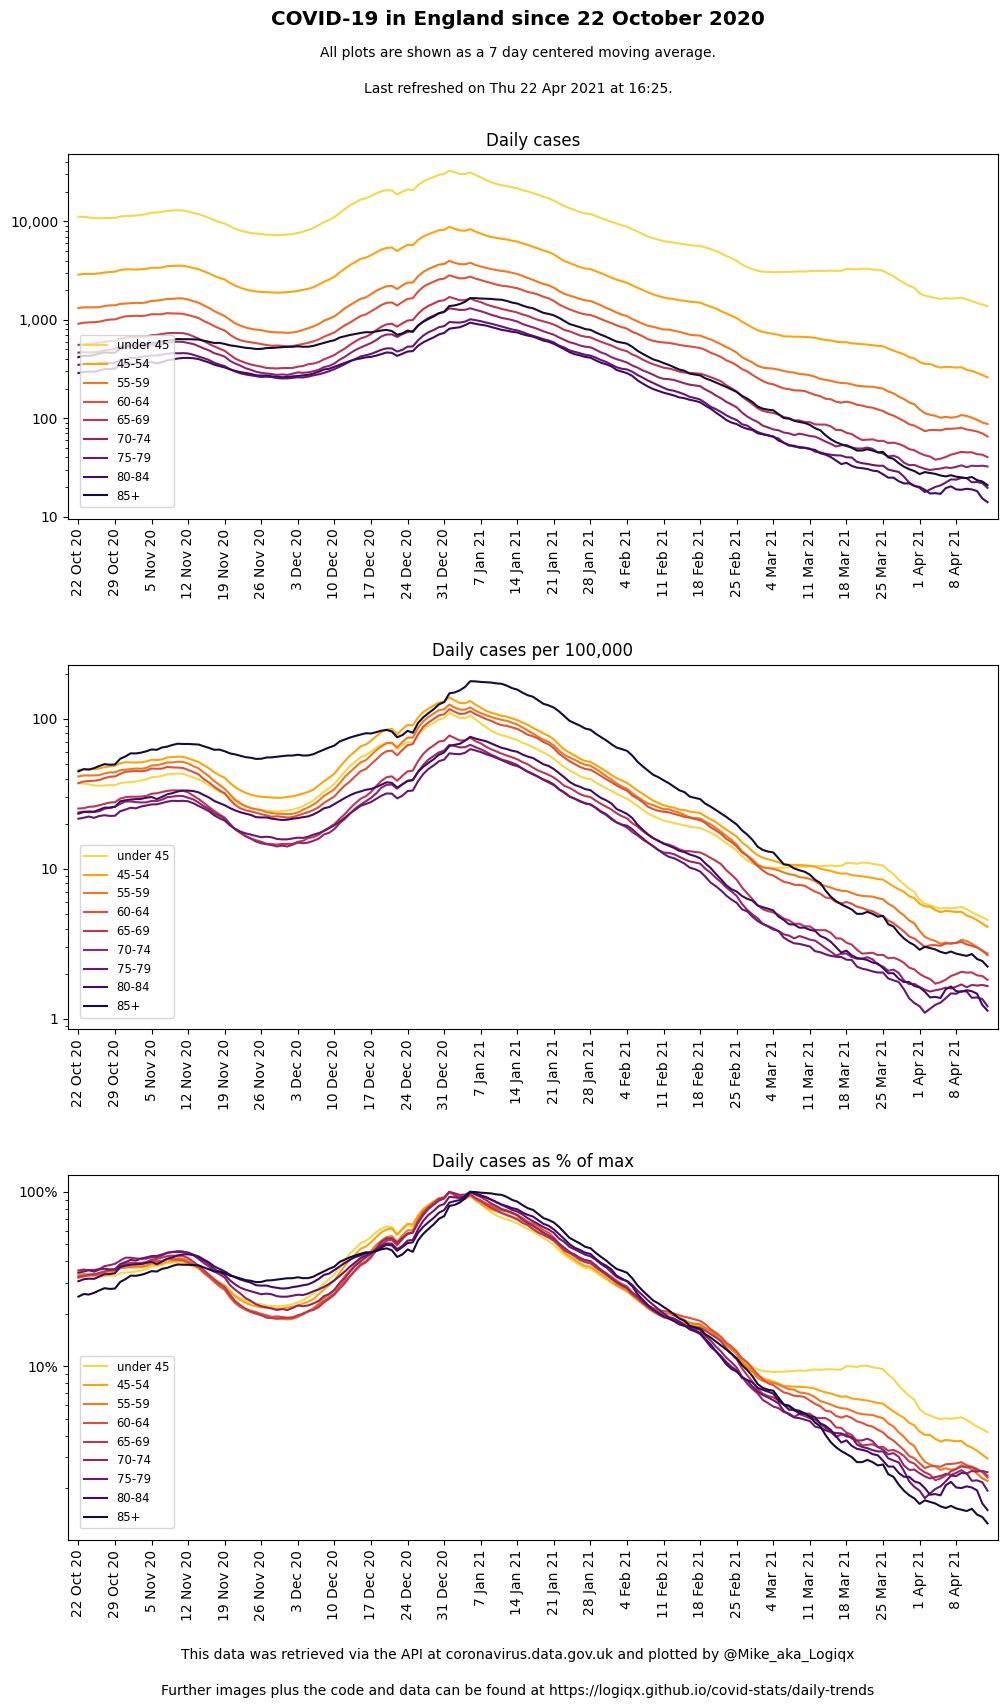 COVID-19 in England since 22 October 2020
All plots are shown as a 7 day centered moving average.
Last refreshed on Thu 22 Apr 2021 at 16:25.
Daily cases
10,000
1,000
100
10
under 45
45-54
55-59
60-64
65-69
70-74
75-79
80-84
85+
22 Oct 20
29 Oct 20
5 Nov 20
12 Nov 20
19 Nov 20
26 Nov 20
3 Dec 20
10 Dec 20
17 Dec 20
24 Dec 20
31 Dec 20
7 Jan 21
14 Jan 21
21 Jan 21
28 Jan 21
4 Feb 21
11 Feb 21
18 Feb 21
25 Feb 21
4 Mar 21
11 Mar 21
18 Mar 21
25 Mar 21
1 Apr 21
8 Apr 21
Daily cases per 100,000
100
10
1
under 45
45-54
55-59
60-64
65-69
70-74
75-79
80-84
85+
22 Oct 20
29 Oct 20
5 Nov 20
12 Nov 20
19 Nov 20
26 Nov 20
3 Dec 20
10 Dec 20
17 Dec 20
24 Dec 20
31 Dec 20
7 Jan 21
14 Jan 21
21 Jan 21
28 Jan 21
4 Feb 21
11 Feb 21
18 Feb 21
25 Feb 21
4 Mar 21
11 Mar 21
18 Mar 21
25 Mar 21
1 Apr 21
8 Apr 21
Daily cases as % of max
100%
10%
under 45
45-54
55-59
60-64
65-69
70-74
75-79
80-84
85+
22 Oct 20
29 Oct 20
5 Nov 20
12 Nov 20
19 Nov 20
26 Nov 20
3 Dec 20
10 Dec 20
17 Dec 20
24 Dec 20
31 Dec 20
7 Jan 21
14 Jan 21
21 Jan 21
28 Jan 21
4 Feb 21
11 Feb 21
18 Feb 21
25 Feb 21
4 Mar 21
11 Mar 21
18 Mar 21
25 Mar 21
1 Apr 21
8 Apr 21
This data was retrieved via the API at coronavirus.data.gov.uk and plotted by @Mike_aka_Logiqx
Further images plus the code and data can be found at https://logiqx.github.io/covid-stats/daily-trends